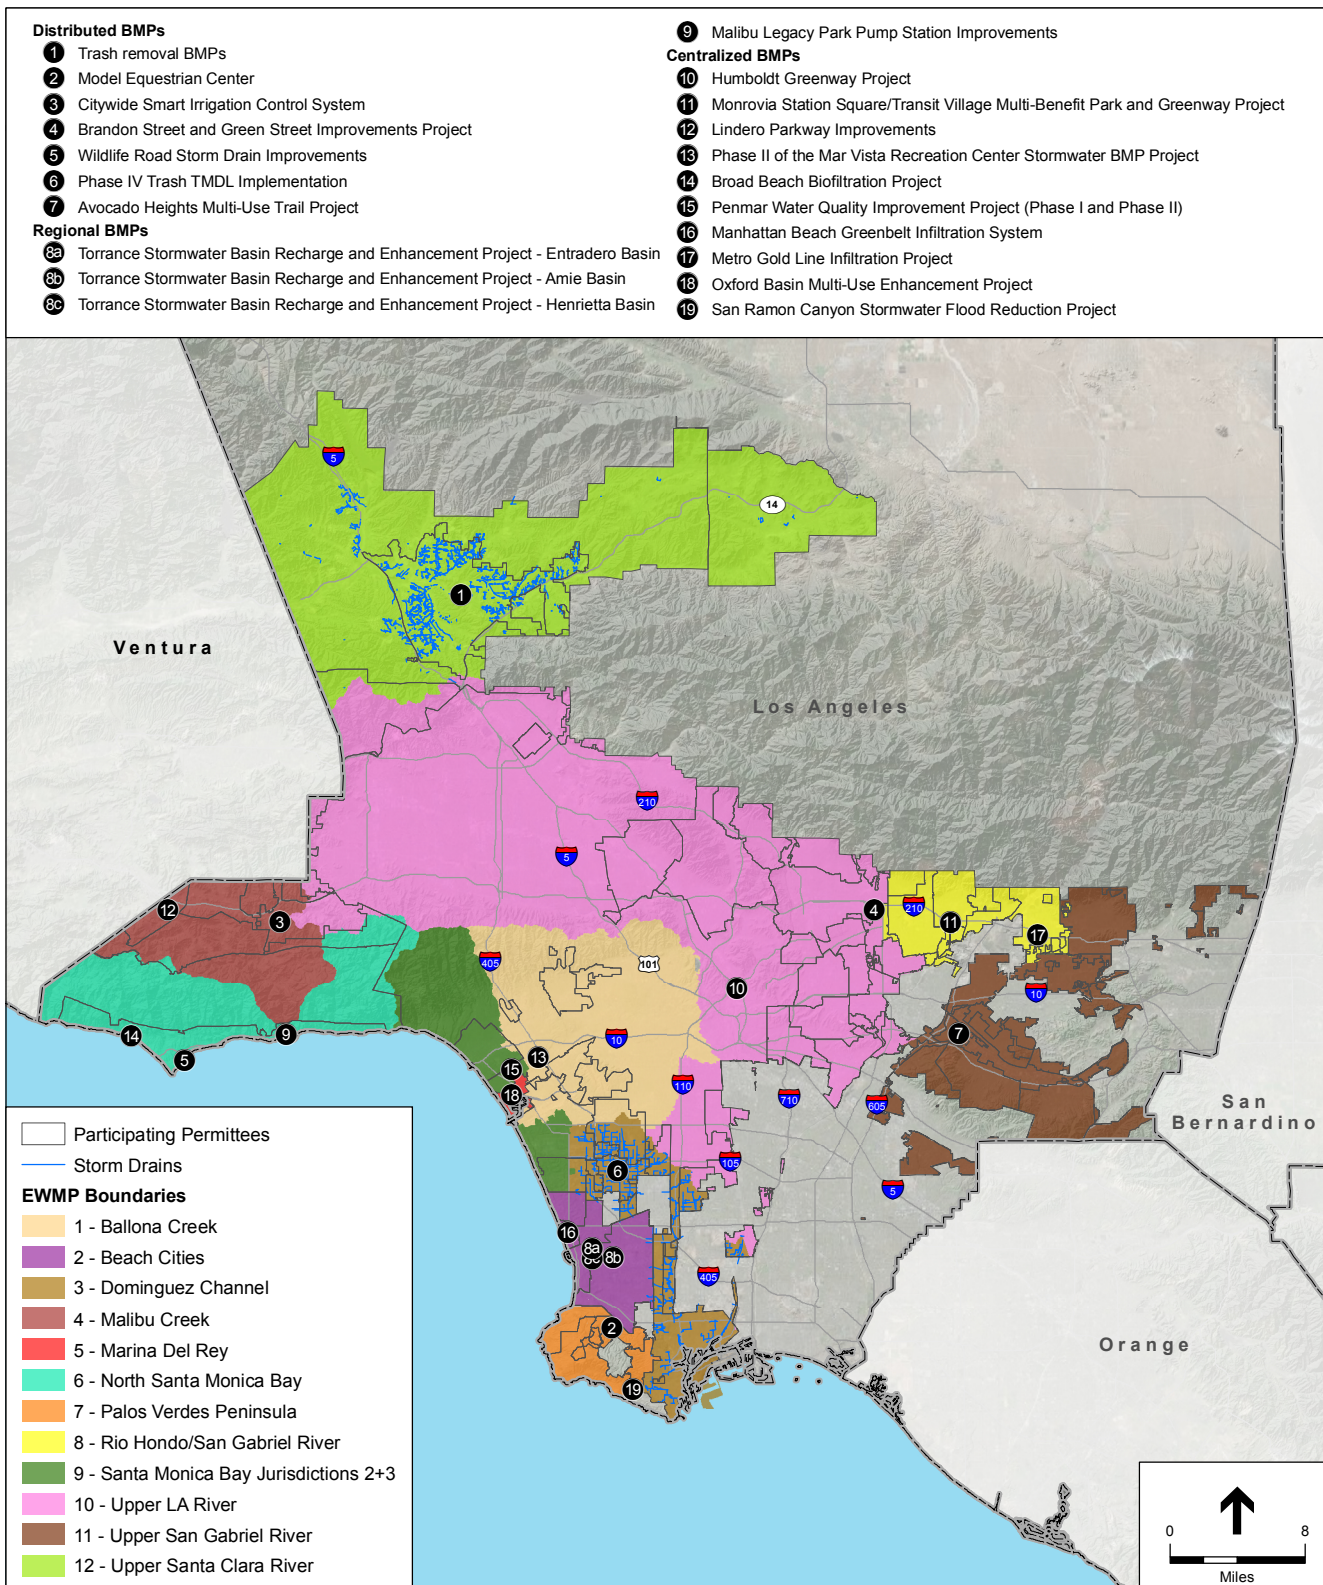 Distributed BMPs
1 Trash removal BMPs
2 Model Equestrian Center
3 Citywide Smart Irrigation Control System
4 Brandon Street and Green Street Improvements Project
5 Wildlife Road Storm Drain Improvements
6 Phase IV Trash TMDL Implementation
7 Avocado Heights Multi-Use Trail Project
Regional BMPs
8a Torrance Stormwater Basin Recharge and Enhancement Project - Entradero Basin
8b Torrance Stormwater Basin Recharge and Enhancement Project - Amie Basin
8c Torrance Stormwater Basin Recharge and Enhancement Project - Henrietta Basin
9 Malibu Legacy Park Pump Station Improvements
Centralized BMPs
10 Humboldt Greenway Project
11 Monrovia Station Square/Transit Village Multi-Benefit Park and Greenway Project
12 Lindero Parkway Improvements
13 Phase II of the Mar Vista Recreation Center Stormwater BMP Project
14 Broad Beach Biofiltration Project
15 Penmar Water Quality Improvement Project (Phase I and Phase II)
16 Manhattan Beach Greenbelt Infiltration System
17 Metro Gold Line Infiltration Project
18 Oxford Basin Multi-Use Enhancement Project
19 San Ramon Canyon Stormwater Flood Reduction Project
5
14
1
Ventura
Los Angeles
210
5
12
3
4
210
11
17
405
101
10
10
14
9
5
13
10
7
15
18
110
710
605
San
Bernardino
6
105
5
16
8a
8c
8b
405
2
19
Orange
Participating Permittees
Storm Drains
EWMP Boundaries
1 - Ballona Creek
2 - Beach Cities
3 - Dominguez Channel
4 - Malibu Creek
5 - Marina Del Rey
6 - North Santa Monica Bay
7 - Palos Verdes Peninsula
8 - Rio Hondo/San Gabriel River
9 - Santa Monica Bay Jurisdictions 2+3
10 - Upper LA River
11 - Upper San Gabriel River
12 - Upper Santa Clara River
0 8
Miles